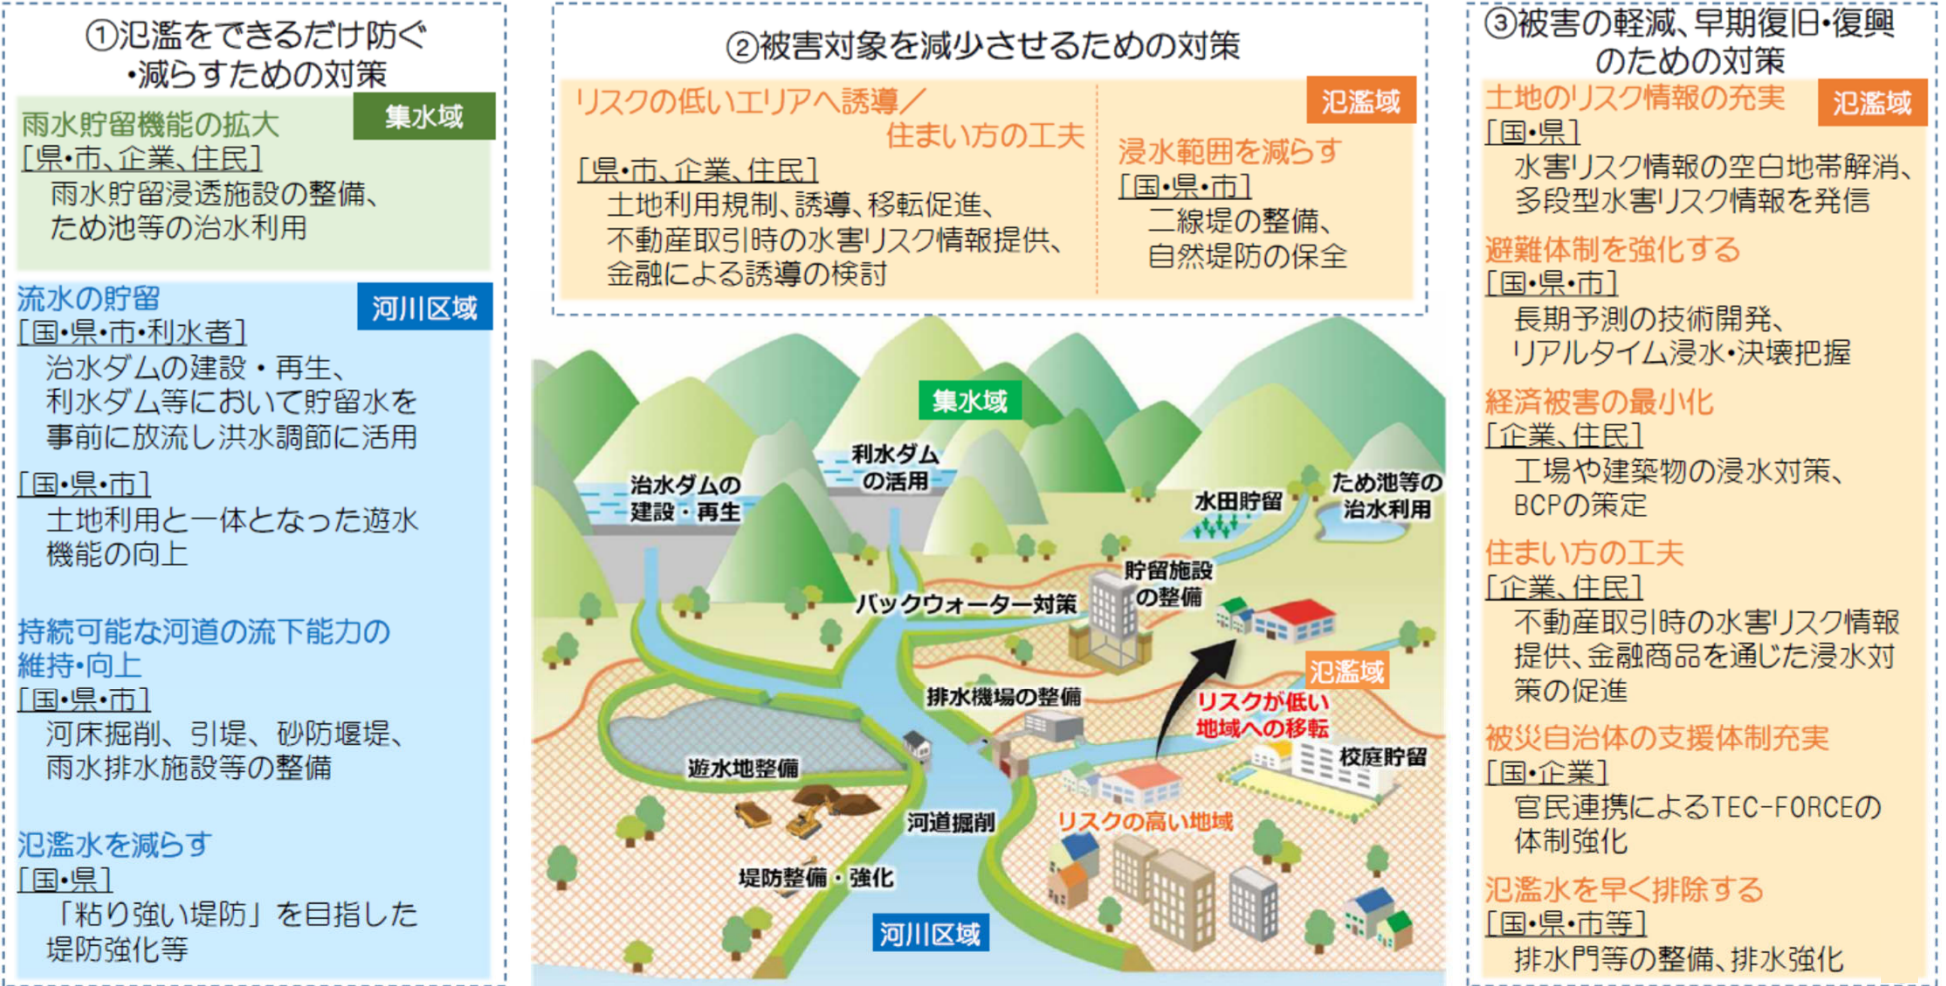 ①氾濫をできるだけ防ぐ
・減らすための対策
集水域
雨水貯留機能の拡大
[県・市、企業、住民]
雨水貯留浸透施設の整備、
ため池等の治水利用
河川区域
流水の貯留
[国・県・市・利水者]
治水ダムの建設・再生、
利水ダム等において貯留水を
事前に放流し洪水調節に活用
[国・県・市]
土地利用と一体となった遊水
機能の向上
持続可能な河道の流下能力の
維持・向上
[国・県・市]
河床掘削、引堤、砂防堰堤、
雨水排水施設等の整備
氾濫水を減らす
[国・県]
「粘り強い堤防」を目指した
堤防強化等
②被害対象を減少させるための対策
リスクの低いエリアへ誘導／
住まい方の工夫
[県・市、企業、住民]
土地利用規制、誘導、移転促進、
不動産取引時の水害リスク情報提供、
金融による誘導の検討
氾濫域
浸水範囲を減らす
[国・県・市]
二線堤の整備、
自然堤防の保全
集水域
利水ダム
の活用
治水ダムの
建設・再生
水田貯留
ため池等の
治水利用
貯留施設
の整備
バックウォーター対策
氾濫域
排水機場の整備
リスクが低い
地域への移転
校庭貯留
遊水地整備
河道掘削
リスクの高い地域
堤防整備・強化
河川区域
③被害の軽減、早期復旧・復興
のための対策
土地のリスク情報の充実
氾濫域
[国・県]
水害リスク情報の空白地帯解消、
多段型水害リスク情報を発信
避難体制を強化する
[国・県・市]
長期予測の技術開発、
リアルタイム浸水・決壊把握
経済被害の最小化
[企業、住民]
工場や建築物の浸水対策、
BCPの策定
住まい方の工夫
[企業、住民]
不動産取引時の水害リスク情報
提供、金融商品を通じた浸水対
策の促進
被災自治体の支援体制充実
[国・企業]
官民連携によるTEC-FORCEの
体制強化
氾濫水を早く排除する
[国・県・市等]
排水門等の整備、排水強化